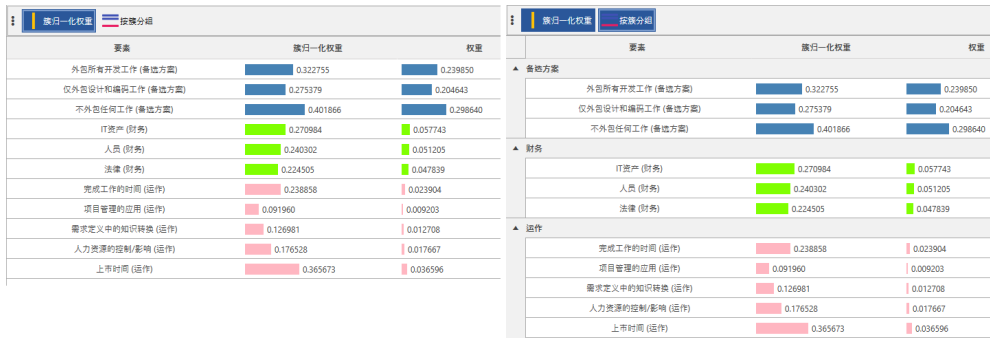 簇归一化权重 按簇分组
要素 簇归一化权重 权重
外包所有开发工作 (备选方案) 0.322755 0.239850
仅外包设计和编码工作 (备选方案) 0.275379 0.204643
不外包任何工作 (备选方案) 0.401866 0.298640
IT资产 (财务) 0.270984 0.057743
人员 (财务) 0.240302 0.051205
法律 (财务) 0.224505 0.047839
完成工作的时间 (运作) 0.238858 0.023904
项目管理的应用 (运作) 0.091960 0.009203
需求定义中的知识转换 (运作) 0.126981 0.012708
人力资源的控制/影响 (运作) 0.176528 0.017667
上市时间 (运作) 0.365673 0.036596
簇归一化权重 按簇分组
要素 簇归一化权重 权重
备选方案
外包所有开发工作 (备选方案) 0.322755 0.239850
仅外包设计和编码工作 (备选方案) 0.275379 0.204643
不外包任何工作 (备选方案) 0.401866 0.298640
财务
IT资产 (财务) 0.270984 0.057743
人员 (财务) 0.240302 0.051205
法律 (财务) 0.224505 0.047839
运作
完成工作的时间 (运作) 0.238858 0.023904
项目管理的应用 (运作) 0.091960 0.009203
需求定义中的知识转换 (运作) 0.126981 0.012708
人力资源的控制/影响 (运作) 0.176528 0.017667
上市时间 (运作) 0.365673 0.036596